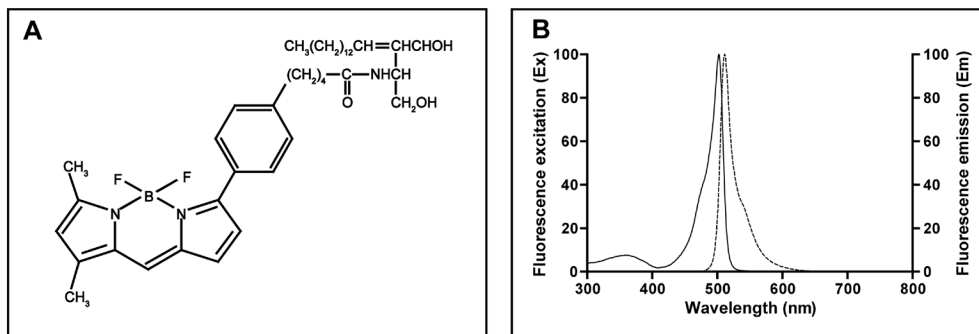 A
CH₃(CH₂)₁₂CH=C-CHOH
(CH₂)₄-C-NHCH
O
CH₂OH
CH₃
F
F
B
N
N
CH₃
B
Fluorescence excitation (Ex)
100
80
60
40
20
0
300
400
500
600
700
800
Wavelength (nm)
100
80
60
40
20
0
Fluorescence emission (Em)